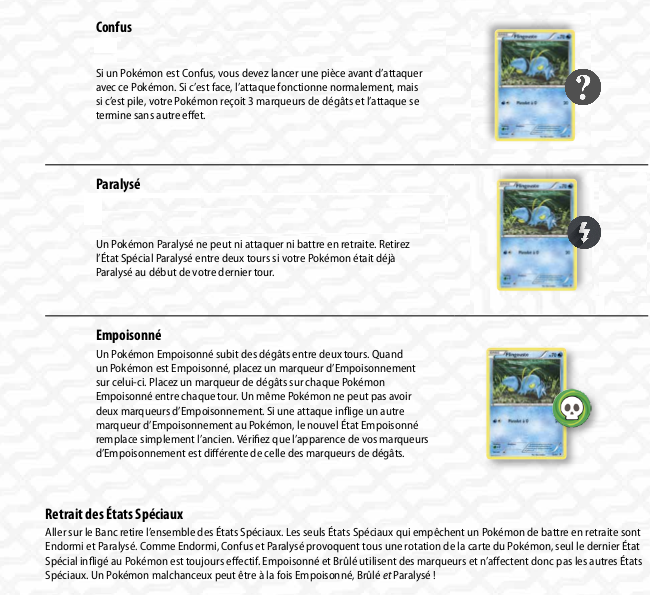 Confus
Si un Pokémon est Confus, vous devez lancer une pièce avant d'attaquer
avec ce Pokémon. Si c'est face, l'attaque fonctionne normalement, mais
si c'est pile, votre Pokémon reçoit 3 marqueurs de dégâts et l'attaque se
termine sans autre effet.
Paralysé
Un Pokémon Paralysé ne peut ni attaquer ni battre en retraite. Retirez
l'État Spécial Paralysé entre deux tours si votre Pokémon était déjà
Paralysé au début de votre dernier tour.
Empoisonné
Un Pokémon Empoisonné subit des dégâts entre deux tours. Quand
un Pokémon est Empoisonné, placez un marqueur d'Empoisonnement
sur celui-ci. Placez un marqueur de dégâts sur chaque Pokémon
Empoisonné entre chaque tour. Un même Pokémon ne peut pas avoir
deux marqueurs d'Empoisonnement. Si une attaque inflige un autre
marqueur d'Empoisonnement au Pokémon, le nouvel État Empoisonné
remplace simplement l'ancien. Vérifiez que l'apparence de vos marqueurs
d'Empoisonnement est différente de celle des marqueurs de dégâts.
Retrait des États Spéciaux
Aller sur le Banc retire l'ensemble des États Spéciaux. Les seuls États Spéciaux qui empêchent un Pokémon de battre en retraite sont
Endormi et Paralysé. Comme Endormi, Confus et Paralysé provoquent tous une rotation de la carte du Pokémon, seul le dernier État
Spécial infligé au Pokémon est toujours effectif. Empoisonné et Brûlé utilisent des marqueurs et n'affectent donc pas les autres États
Spéciaux. Un Pokémon malchanceux peut être à la fois Empoisonné, Brûlé et Paralysé !